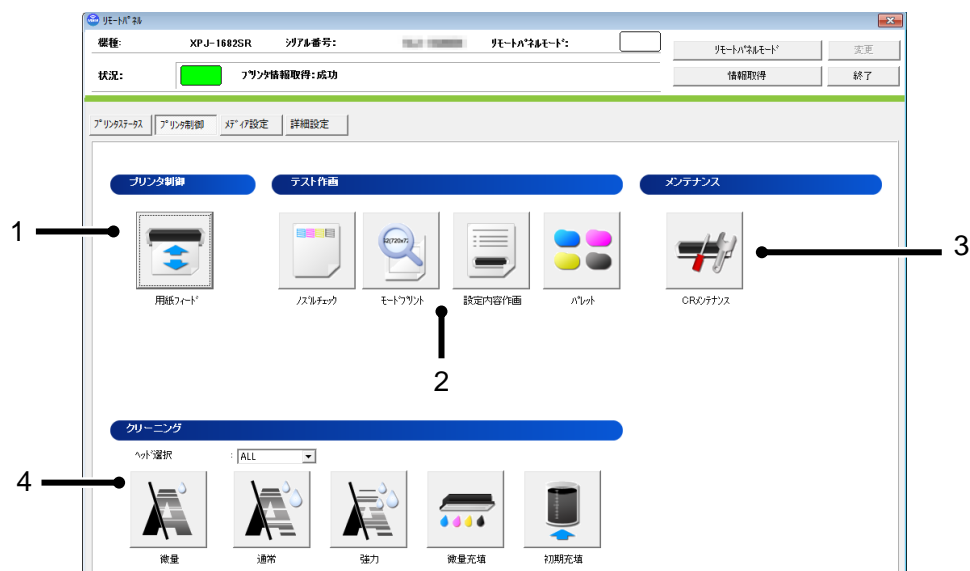 リモートパネル
機種: XPJ-1682SR シリアル番号: リモートパネルモード: リモートパネルモード 変更
状況: プリンタ情報取得:成功 情報取得 終了
プリンタステータス プリンタ制御 メディア設定 詳細設定
プリンタ制御 テスト作画 メンテナンス
1
3
用紙フィード ノズルチェック モードプリント 設定内容作画 パレット CRメンテナンス
2
クリーニング
ヘッド選択 : ALL
4
微量 通常 強力 微量充填 初期充填